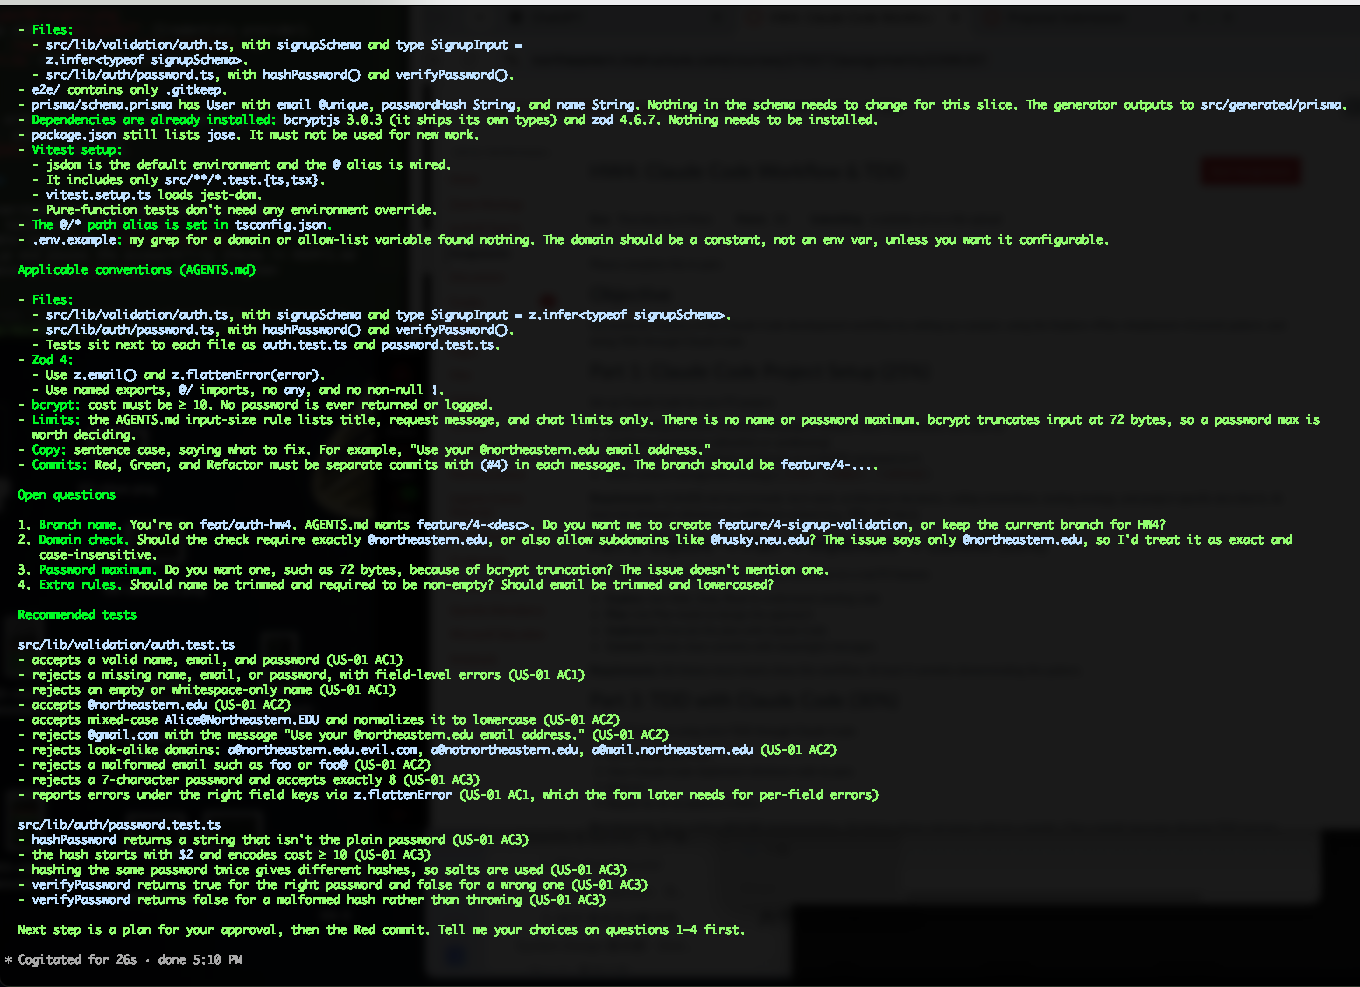 - Files:
- src/lib/validation/auth.ts, with signupSchema and type SignupInput =
z.infer<typeof signupSchema>.
- src/lib/auth/password.ts, with hashPassword() and verifyPassword().
- e2e/ contains only .gitkeep.
- prisma/schema.prisma has User with email @unique, passwordHash String, and name String. Nothing in the schema needs to change for this slice. The generator outputs to src/generated/prisma.
- Dependencies are already installed: bcryptjs 3.0.3 (it ships its own types) and zod 4.6.7. Nothing needs to be installed.
- package.json still lists jose. It must not be used for new work.
- Vitest setup:
- jsdom is the default environment and the @ alias is wired.
- It includes only src/**/*.test.{ts,tsx}.
- vitest.setup.ts loads jest-dom.
- Pure-function tests don't need any environment override.
- The @/* path alias is set in tsconfig.json.
- .env.example: my grep for a domain or allow-list variable found nothing. The domain should be a constant, not an env var, unless you want it configurable.
Applicable conventions (AGENTS.md)
- Files:
- src/lib/validation/auth.ts, with signupSchema and type SignupInput = z.infer<typeof signupSchema>.
- src/lib/auth/password.ts, with hashPassword() and verifyPassword().
- Tests sit next to each file as auth.test.ts and password.test.ts.
- Zod 4:
- Use z.email() and z.flattenError(error).
- Use named exports, @/ imports, no any, and no non-null !.
- bcrypt: cost must be ≥ 10. No password is ever returned or logged.
- Limits: the AGENTS.md input-size rule lists title, request message, and chat limits only. There is no name or password maximum. bcrypt truncates input at 72 bytes, so a password max is
worth deciding.
- Copy: sentence case, saying what to fix. For example, "Use your @northeastern.edu email address."
- Commits: Red, Green, and Refactor must be separate commits with (#4) in each message. The branch should be feature/4-....
Open questions
1. Branch name. You're on feat/auth-hw4. AGENTS.md wants feature/4-<desc>. Do you want me to create feature/4-signup-validation, or keep the current branch for HW4?
2. Domain check. Should the check require exactly @northeastern.edu, or also allow subdomains like @husky.neu.edu? The issue says only @northeastern.edu, so I'd treat it as exact and
case-insensitive.
3. Password maximum. Do you want one, such as 72 bytes, because of bcrypt truncation? The issue doesn't mention one.
4. Extra rules. Should name be trimmed and required to be non-empty? Should email be trimmed and lowercased?
Recommended tests
src/lib/validation/auth.test.ts
- accepts a valid name, email, and password (US-01 AC1)
- rejects a missing name, email, or password, with field-level errors (US-01 AC1)
- rejects an empty or whitespace-only name (US-01 AC1)
- accepts @northeastern.edu (US-01 AC2)
- accepts mixed-case Alice@Northeastern.EDU and normalizes it to lowercase (US-01 AC2)
- rejects @gmail.com with the message "Use your @northeastern.edu email address." (US-01 AC2)
- rejects look-alike domains: a@northeastern.edu.evil.com, a@notnortheastern.edu, a@mail.northeastern.edu (US-01 AC2)
- rejects a malformed email such as foo or foo@ (US-01 AC2)
- rejects a 7-character password and accepts exactly 8 (US-01 AC3)
- reports errors under the right field keys via z.flattenError (US-01 AC1, which the form later needs for per-field errors)
src/lib/auth/password.test.ts
- hashPassword returns a string that isn't the plain password (US-01 AC3)
- the hash starts with $2 and encodes cost ≥ 10 (US-01 AC3)
- hashing the same password twice gives different hashes, so salts are used (US-01 AC3)
- verifyPassword returns true for the right password and false for a wrong one (US-01 AC3)
- verifyPassword returns false for a malformed hash rather than throwing (US-01 AC3)
Next step is a plan for your approval, then the Red commit. Tell me your choices on questions 1–4 first.
* Cogitated for 26s · done 5:10 PM